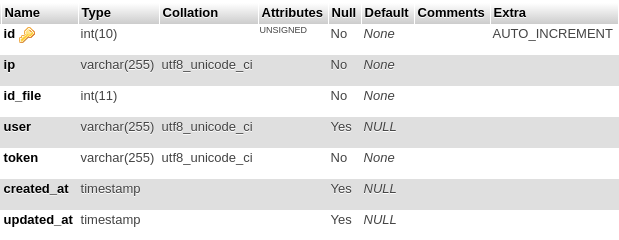 Name Type Collation Attributes Null Default Comments Extra
id int(10) UNSIGNED No None AUTO_INCREMENT
ip varchar(255) utf8_unicode_ci No None
id_file int(11) No None
user varchar(255) utf8_unicode_ci Yes NULL
token varchar(255) utf8_unicode_ci No None
created_at timestamp Yes NULL
updated_at timestamp Yes NULL